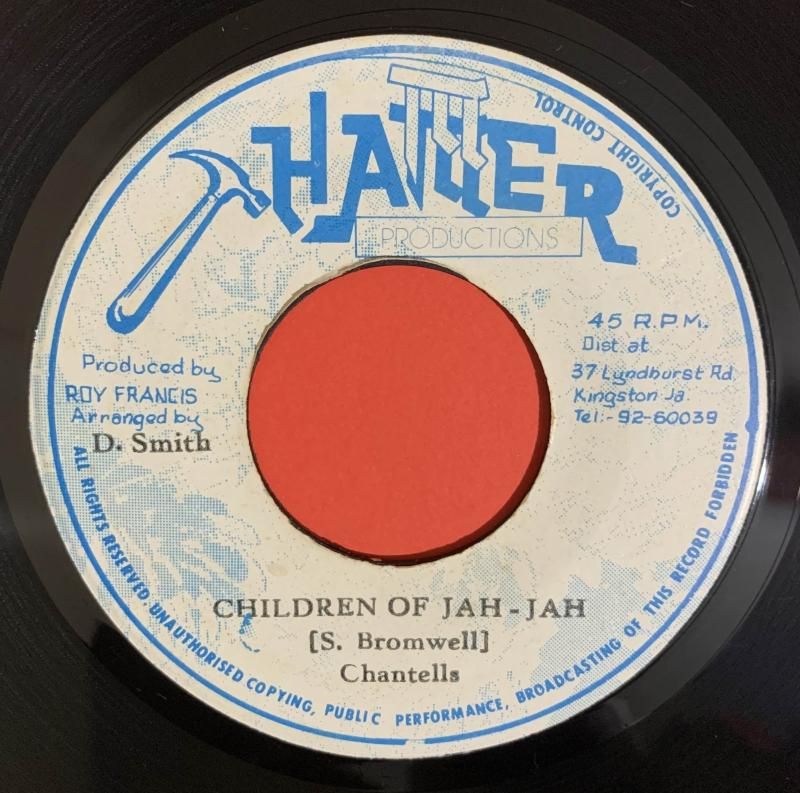 PRODUCTIONS
COPYRIGHT CONTROL
45 R.P.M.
Dist at
37 Lyndhurst Rd.
Kingston Ja.
Tel:- 92-60039
Produced by
ROY FRANCIS
Arranged by
D. Smith
CHILDREN OF JAH - JAH
[S. Bromwell]
Chantells
ALL RIGHTS RESERVED. UNAUTHORISED COPYING, PUBLIC PERFORMANCE, BROADCASTING OF THIS RECORD FORBIDDEN